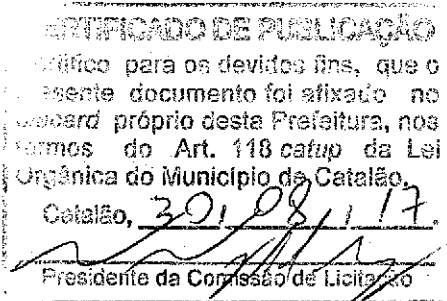 CERTIFICADO DE PUBLICAÇÃO
Certifico para os devidos fins, que o
presente documento foi afixado no
placard próprio desta Prefeitura, nos
termos do Art. 118 catup da Lei
Orgânica do Município de Catalão.
Catalão, 30, 08, 17.
Presidente da Comissão de Licitação